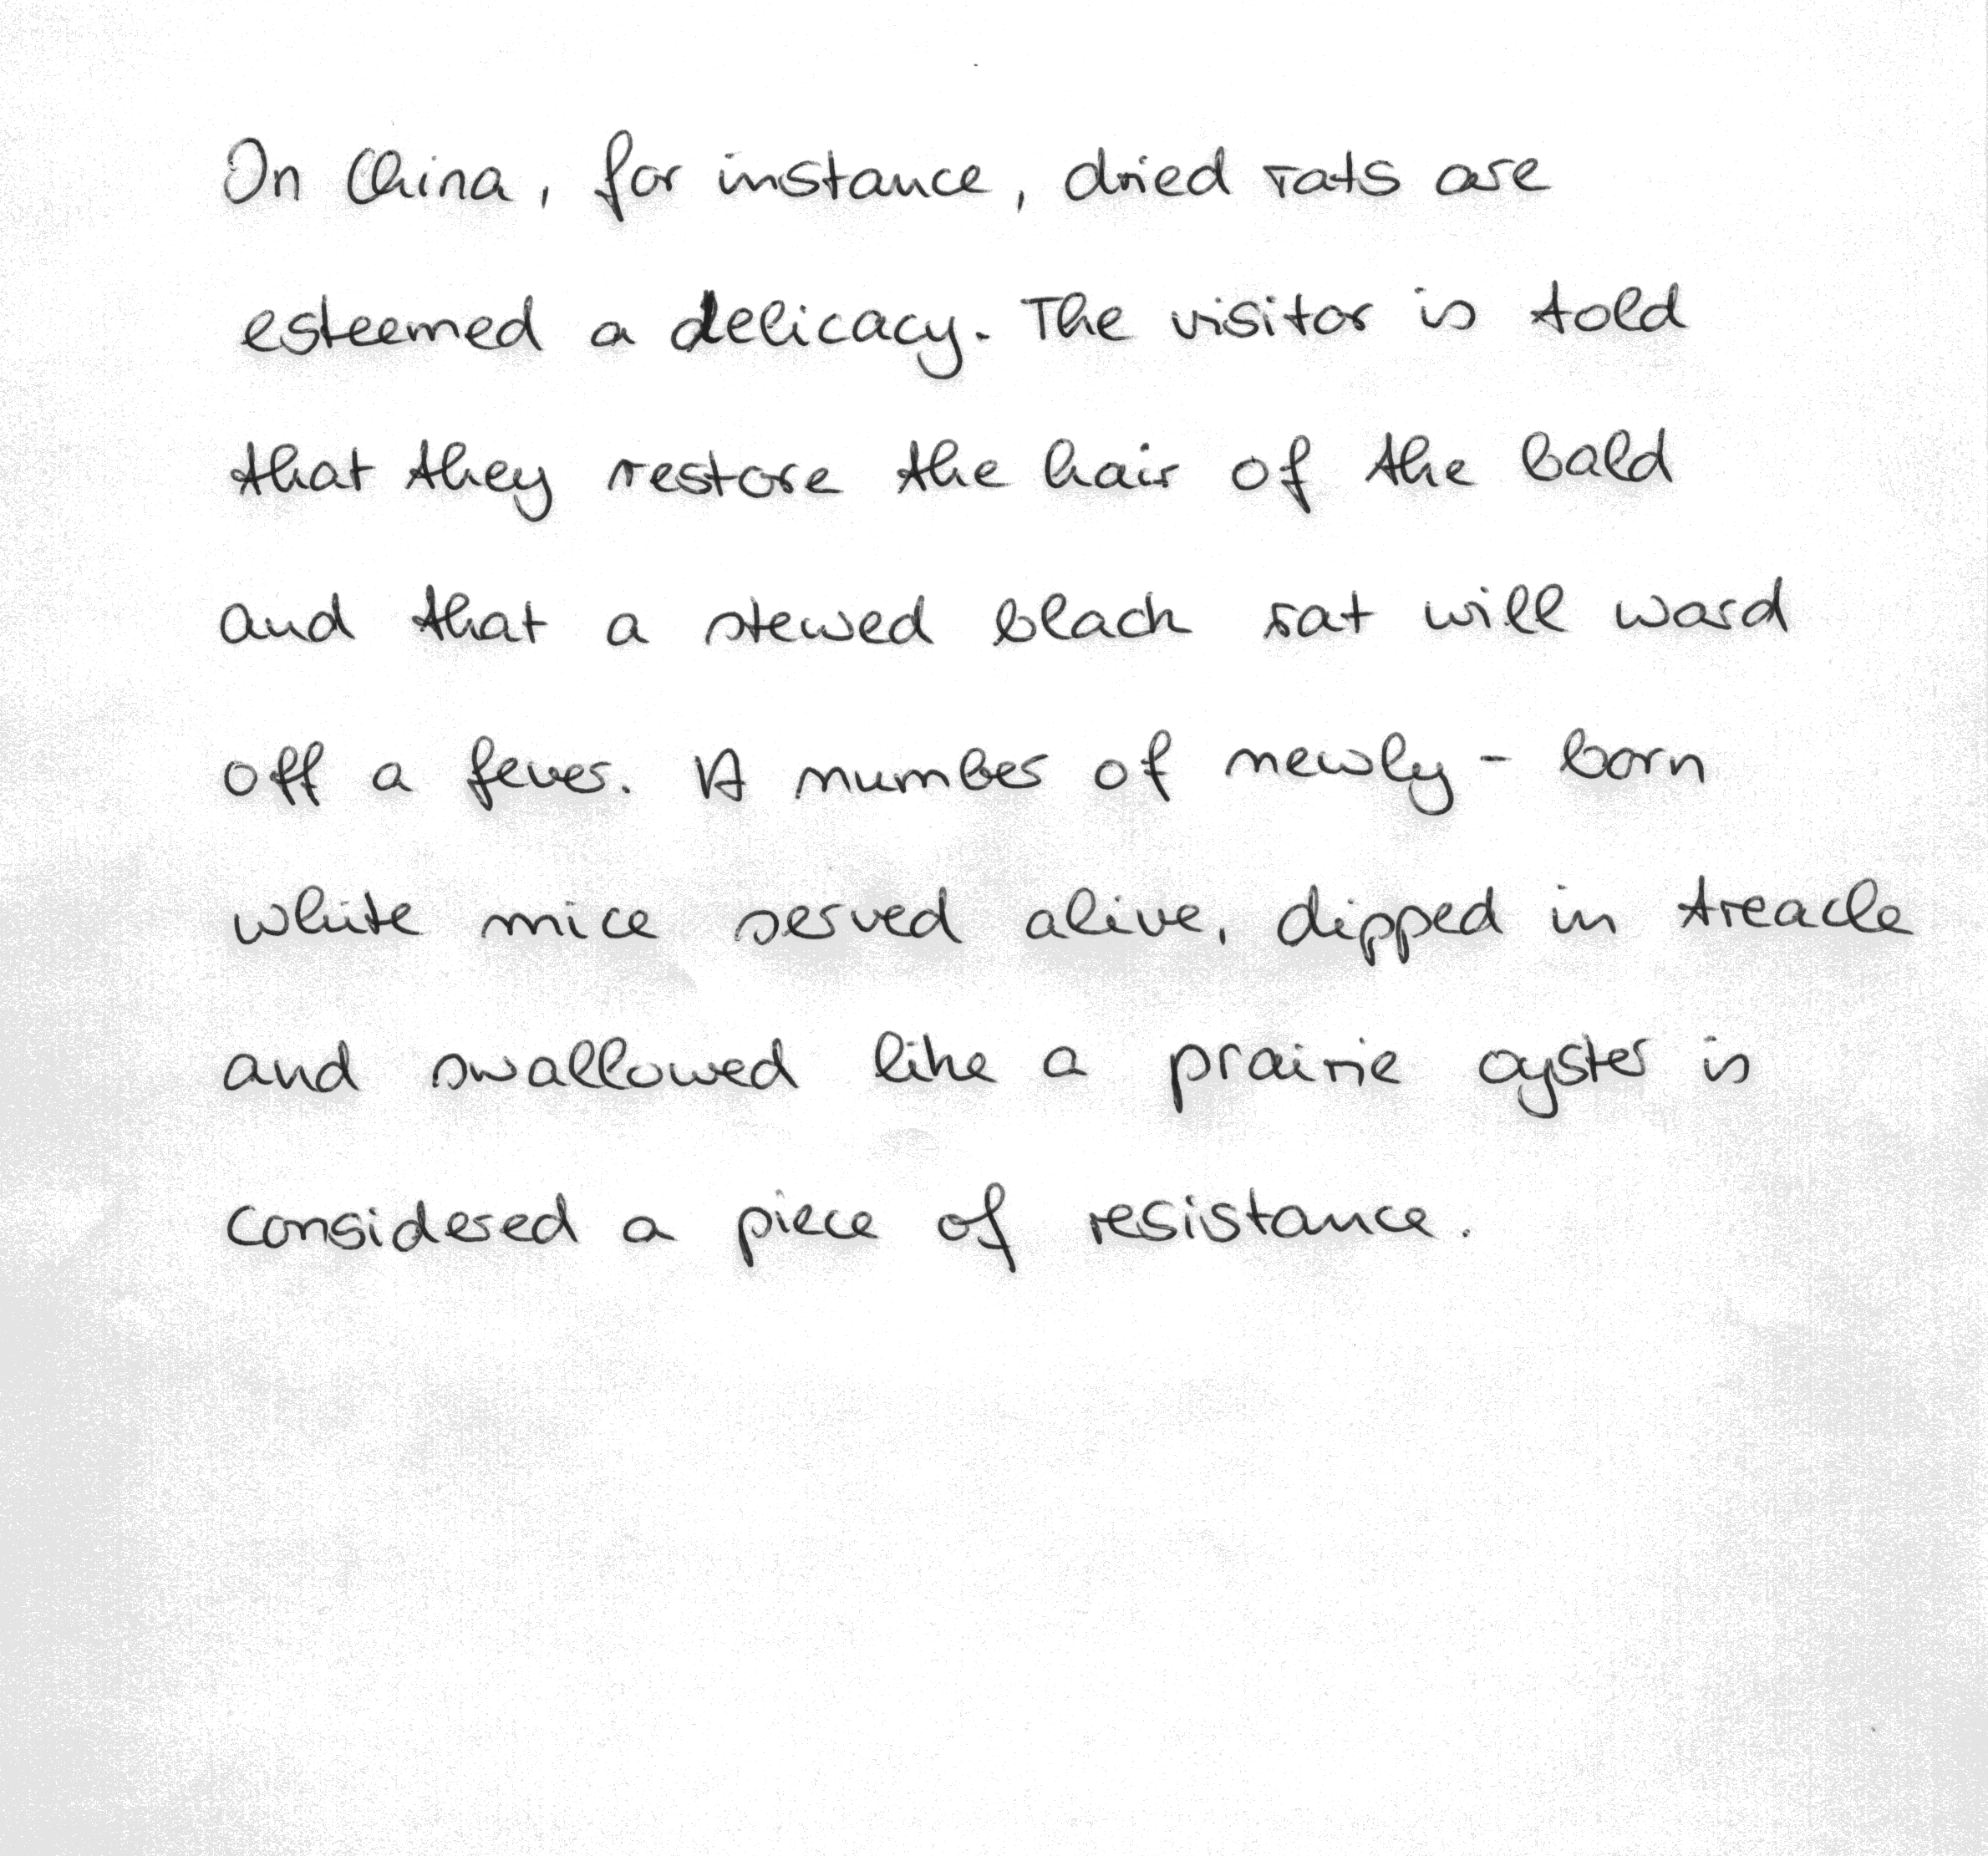 In China, for instance, dried rats are
esteemed a delicacy. The visitor is told
that they restore the hair of the bald
and that a stewed black rat will ward
off a fever. A number of newly - born
white mice served alive, dipped in treacle
and swallowed like a prairie oyster is
considered a piece of resistance.